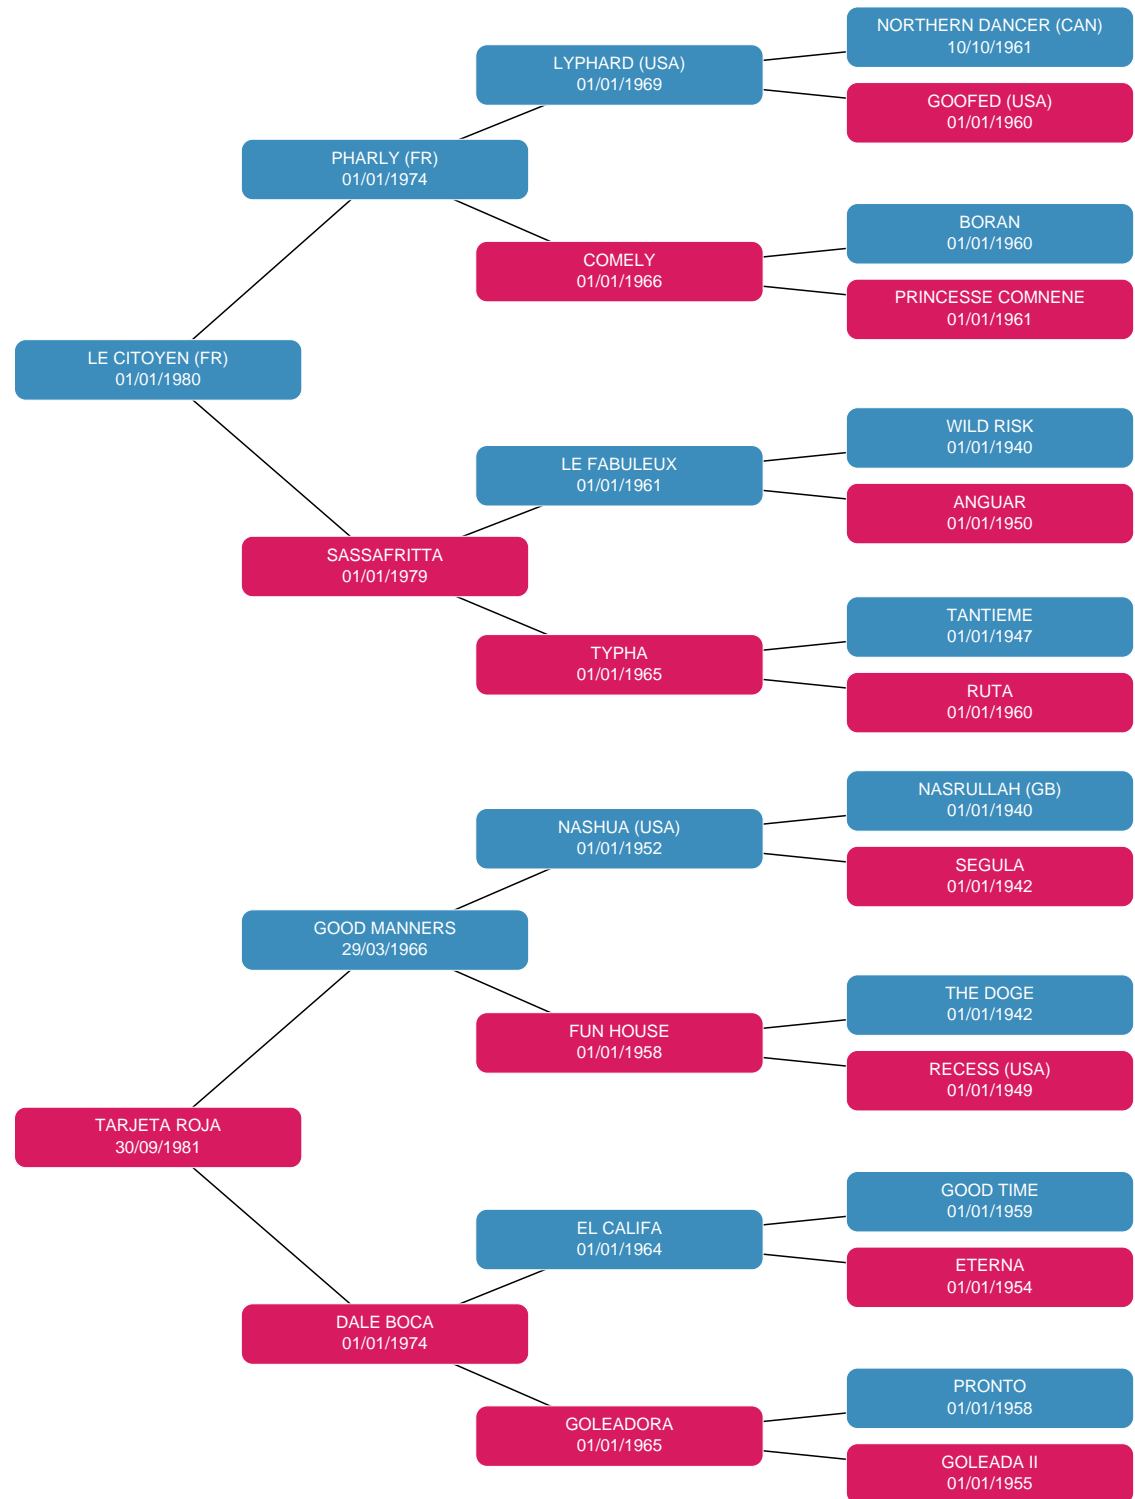 NORTHERN DANCER (CAN)
10/10/1961
LYPHARD (USA)
01/01/1969
GOOFED (USA)
01/01/1960
PHARLY (FR)
01/01/1974
BORAN
01/01/1960
COMELY
01/01/1966
PRINCESSE COMNENE
01/01/1961
LE CITOYEN (FR)
01/01/1980
WILD RISK
01/01/1940
LE FABULEUX
01/01/1961
ANGUAR
01/01/1950
SASSAFRITTA
01/01/1979
TANTIEME
01/01/1947
TYPHA
01/01/1965
RUTA
01/01/1960
NASRULLAH (GB)
01/01/1940
NASHUA (USA)
01/01/1952
SEGULA
01/01/1942
GOOD MANNERS
29/03/1966
THE DOGE
01/01/1942
FUN HOUSE
01/01/1958
RECESS (USA)
01/01/1949
TARJETA ROJA
30/09/1981
GOOD TIME
01/01/1959
EL CALIFA
01/01/1964
ETERNA
01/01/1954
DALE BOCA
01/01/1974
PRONTO
01/01/1958
GOLEADORA
01/01/1965
GOLEADA II
01/01/1955